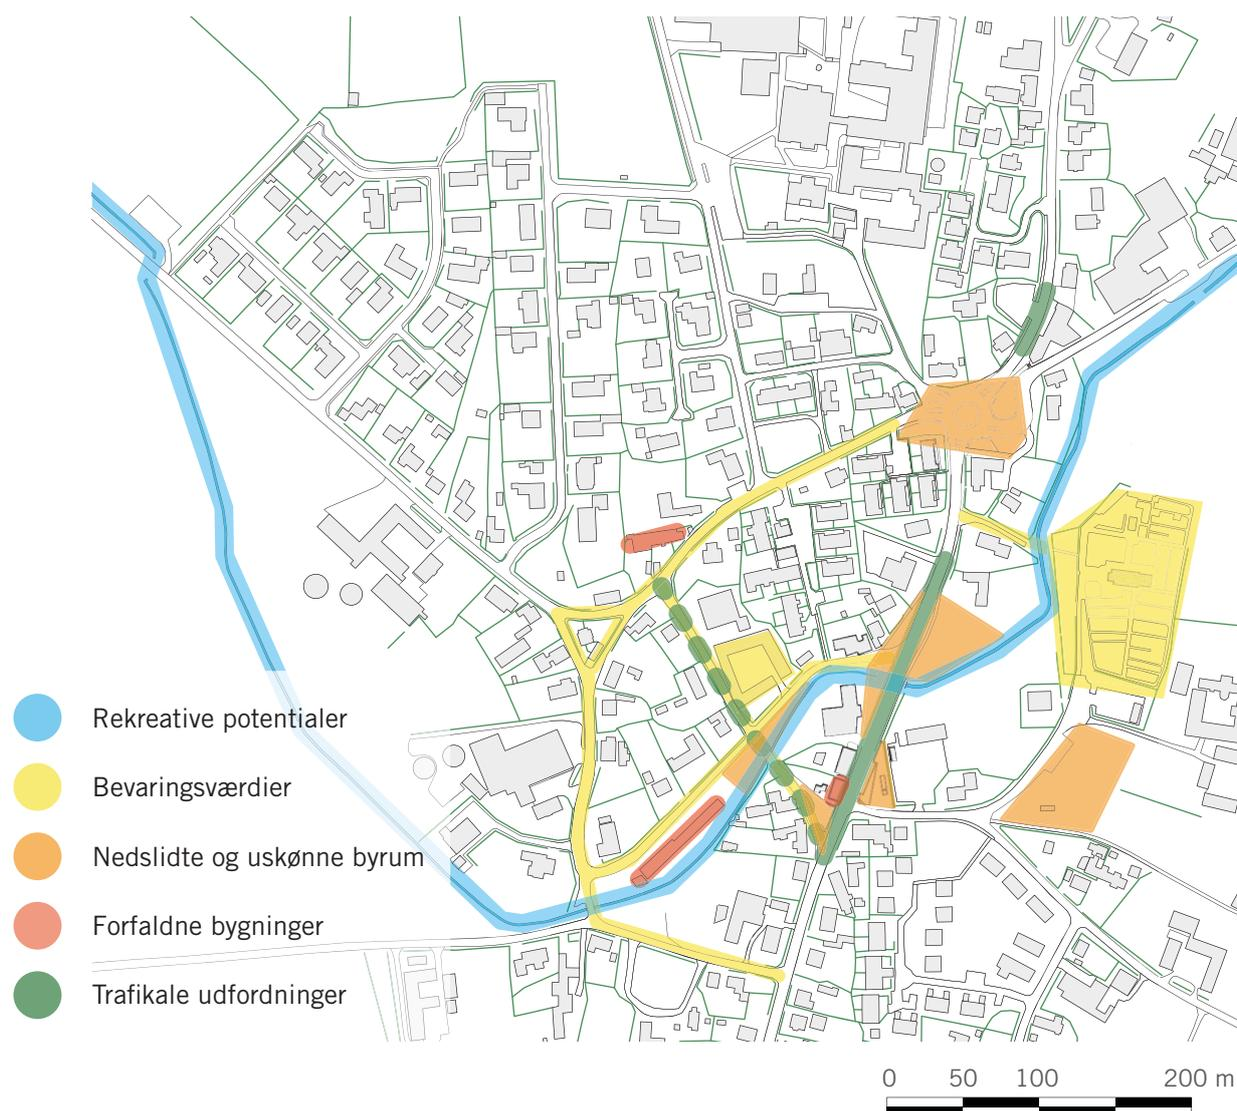 Rekreative potentialer
Bevaringsværdier
Nedslidte og uskønne byrum
Forfaldne bygninger
Trafikale udfordninger
0 50 100 200 m